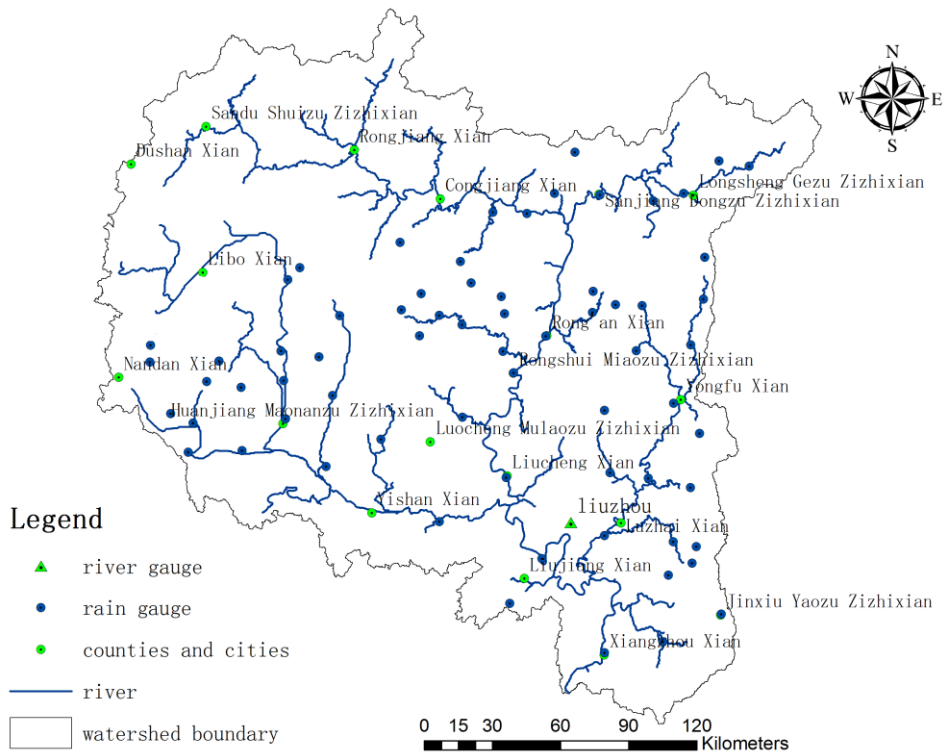 N
W E
S
Sandu Shuizu Zizhixian
Rongjiang Xian
Dushan Xian
Congjiang Xian
Longsheng Gezu Zizhixian
Sanjiang Dongzu Zizhixian
Libo Xian
Rong an Xian
Nandan Xian
Rongshui Miaozu Zizhixian
Yongfu Xian
Huanjiang Maonanzu Zizhixian
Luocheng Mulaozu Zizhixian
Liucheng Xian
Yishan Xian
liuzhou
Luzhai Xian
Liujiang Xian
Jinxiu Yaozu Zizhixian
Xiangzhou Xian
Legend
river gauge
rain gauge
counties and cities
river
watershed boundary
0 15 30 60 90 120
Kilometers